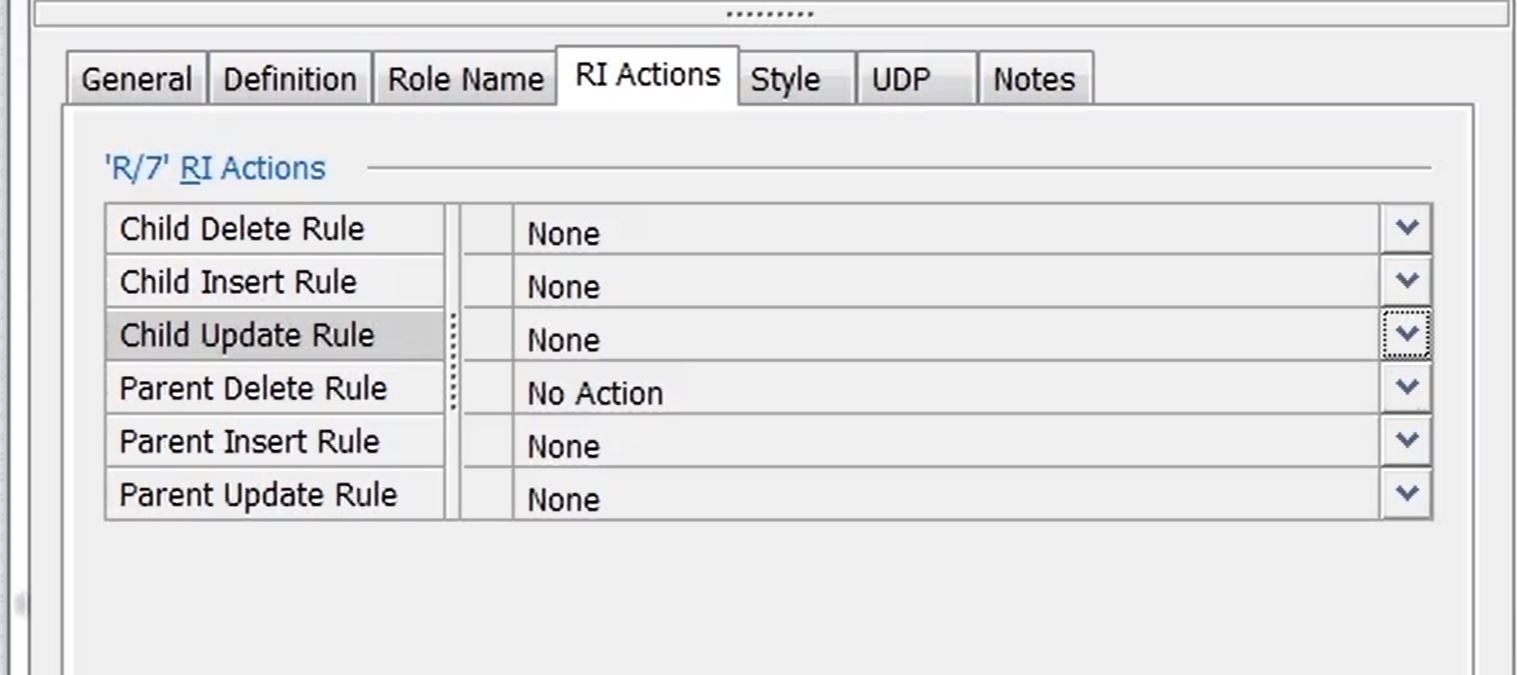 General Definition Role Name RI Actions Style UDP Notes
'R/7' RI Actions
Child Delete Rule None
Child Insert Rule None
Child Update Rule None
Parent Delete Rule No Action
Parent Insert Rule None
Parent Update Rule None